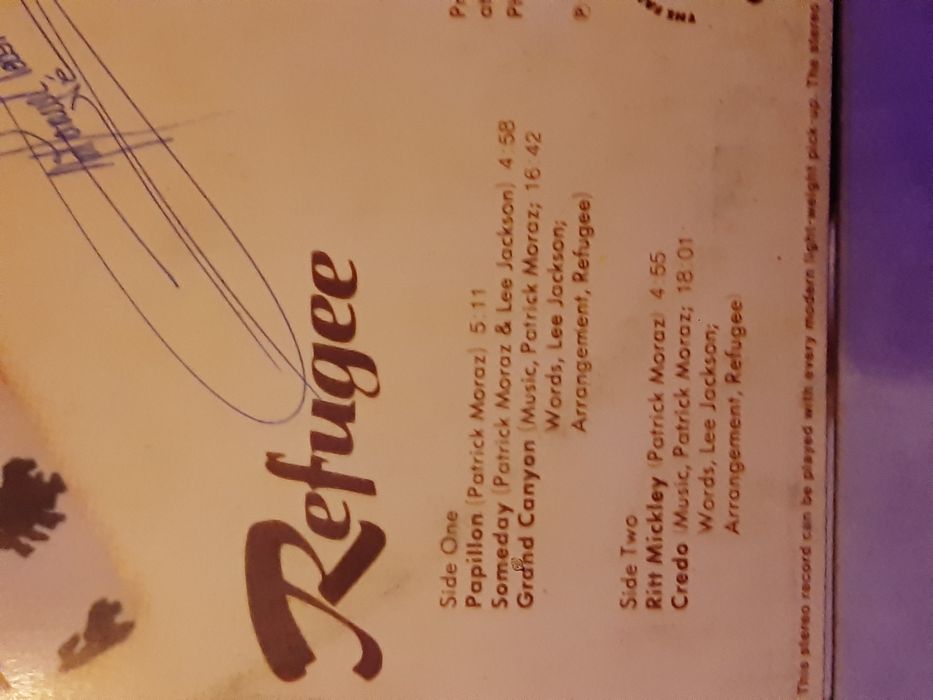 Refugee
Side One
Papillon (Patrick Moraz) 5:11
Someday (Patrick Moraz & Lee Jackson) 4:58
Grand Canyon (Music, Patrick Moraz; 16:42
Words, Lee Jackson;
Arrangement, Refugee)
Side Two
Ritt Mickley (Patrick Moraz) 4:55
Credo (Music, Patrick Moraz; 18:01
Words, Lee Jackson;
Arrangement, Refugee)
This stereo record can be played with every modern light-weight pick-up. The stereo
THE